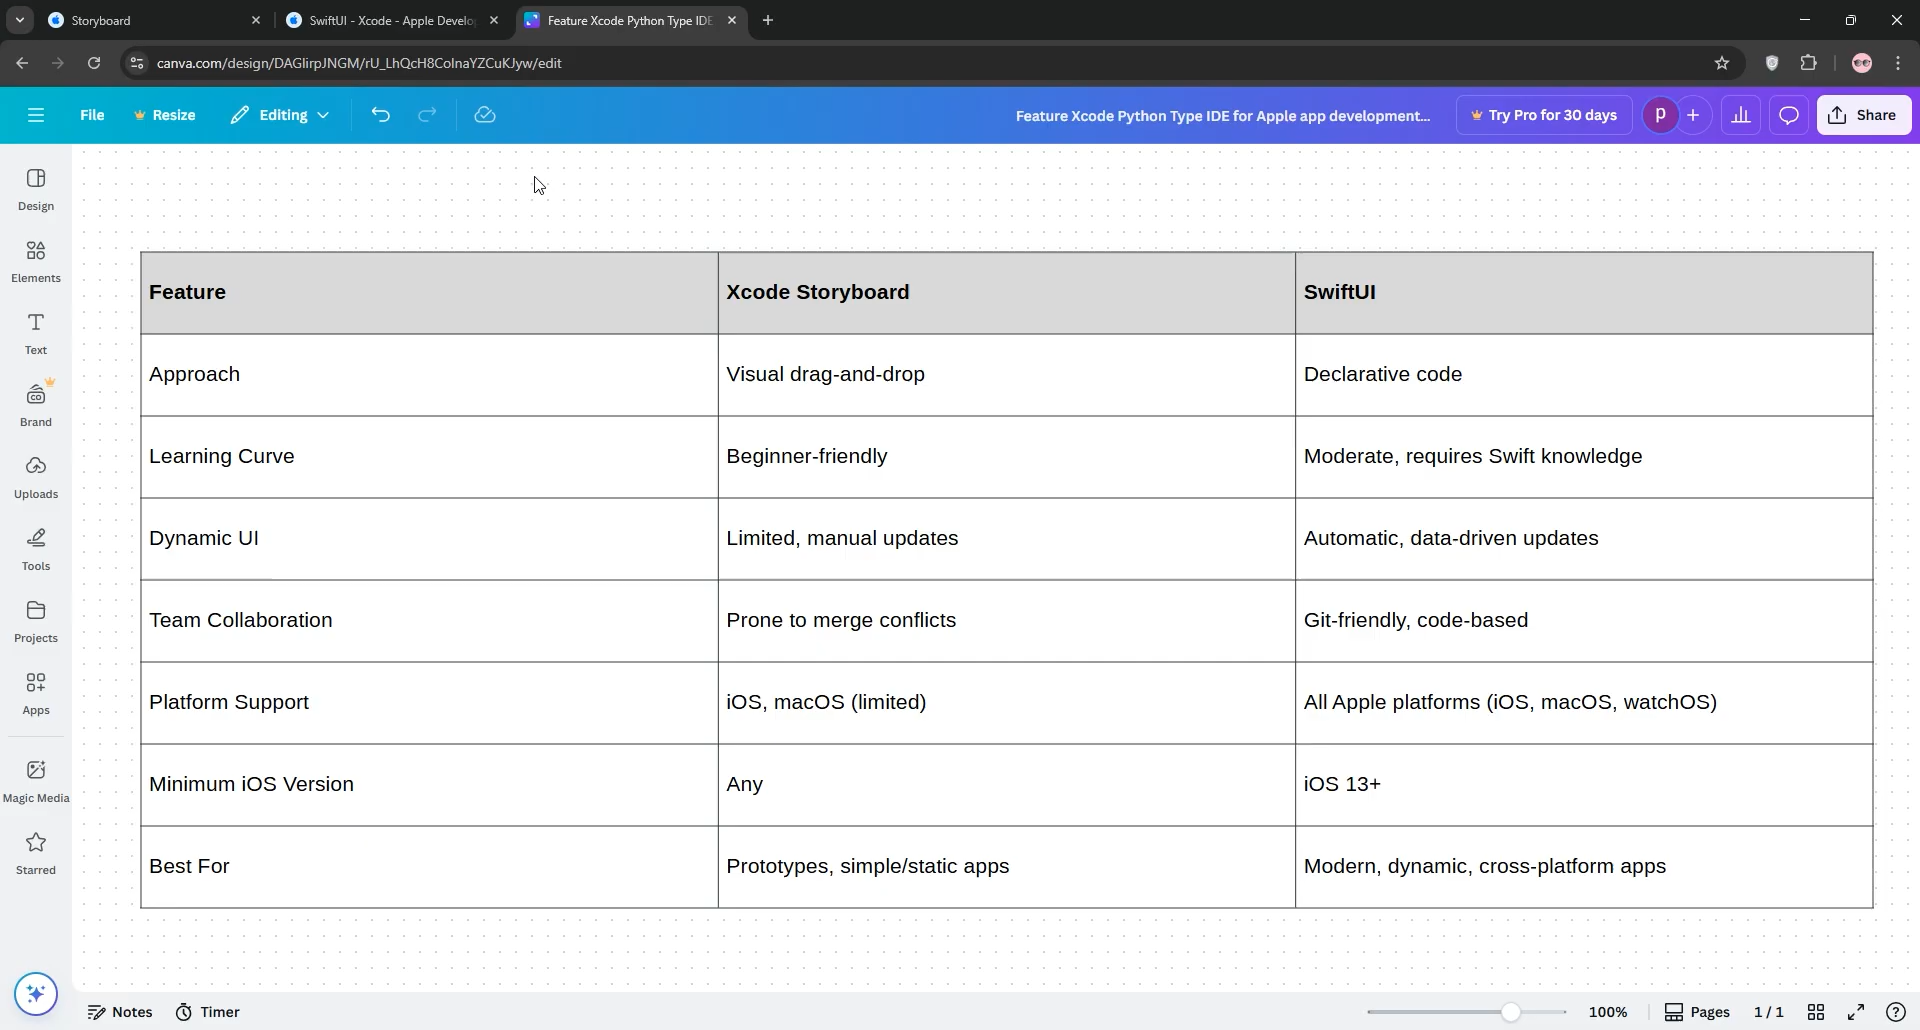 Storyboard
SwiftUI - Xcode - Apple Develo
Feature Xcode Python Type IDE
canva.com/design/DAGlirpJNGM/rU_LhQcH8ColnaYZCuKJyw/edit
File
Resize
Editing
Feature Xcode Python Type IDE for Apple app development...
Try Pro for 30 days
p
Share
Design
Elements
Text
Brand
Uploads
Tools
Projects
Apps
Magic Media
Starred
Feature Xcode Storyboard SwiftUI
Approach Visual drag-and-drop Declarative code
Learning Curve Beginner-friendly Moderate, requires Swift knowledge
Dynamic UI Limited, manual updates Automatic, data-driven updates
Team Collaboration Prone to merge conflicts Git-friendly, code-based
Platform Support iOS, macOS (limited) All Apple platforms (iOS, macOS, watchOS)
Minimum iOS Version Any iOS 13+
Best For Prototypes, simple/static apps Modern, dynamic, cross-platform apps
Notes
Timer
100%
Pages
1 / 1